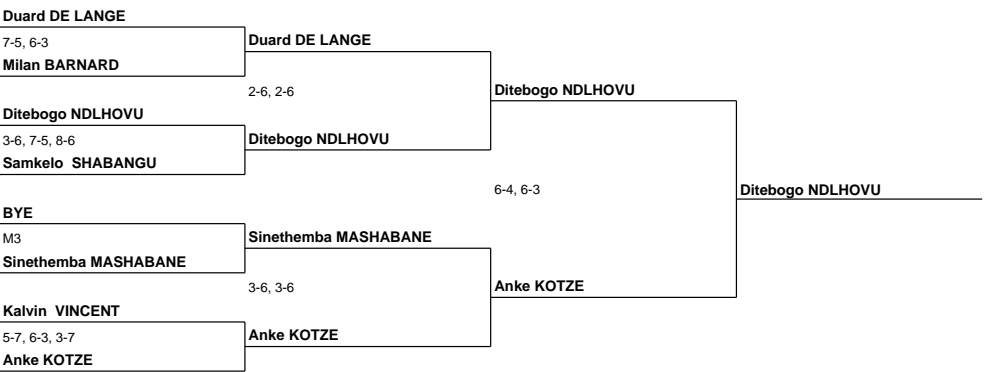 Duard DE LANGE
7-5, 6-3
Milan BARNARD
Duard DE LANGE
2-6, 2-6
Ditebogo NDLHOVU
Ditebogo NDLHOVU
3-6, 7-5, 8-6
Samkelo  SHABANGU
Ditebogo NDLHOVU
6-4, 6-3
Ditebogo NDLHOVU
BYE
M3
Sinethemba MASHABANE
Sinethemba MASHABANE
3-6, 3-6
Anke KOTZE
Kalvin  VINCENT
5-7, 6-3, 3-7
Anke KOTZE
Anke KOTZE